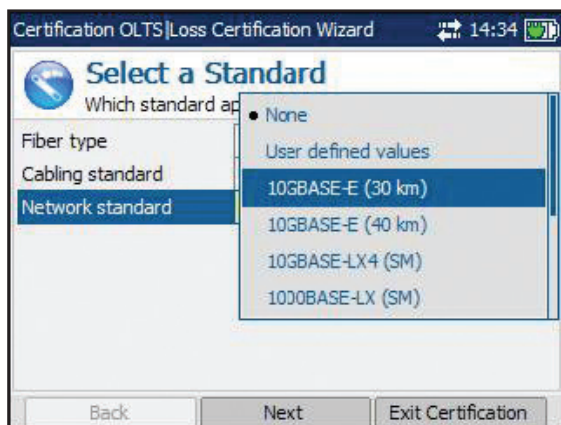 Certification OLTS|Loss Certification Wizard 14:34
Select a Standard
Which standard ap
Fiber type
Cabling standard
Network standard
None
User defined values
10GBASE-E (30 km)
10GBASE-E (40 km)
10GBASE-LX4 (SM)
1000BASE-LX (SM)
Back Next Exit Certification